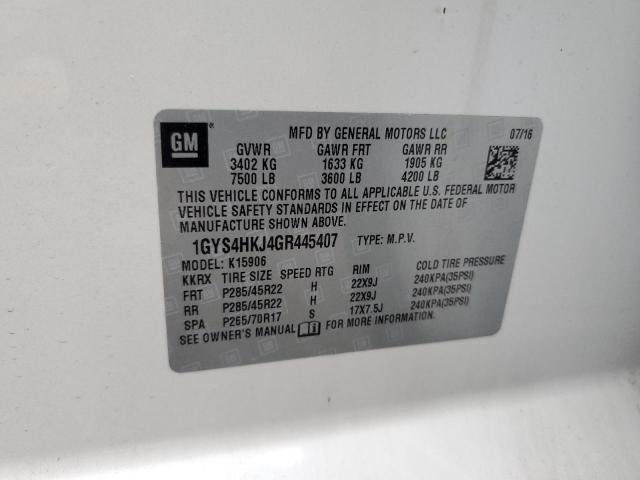 GM
MFD BY GENERAL MOTORS LLC 07/16
GVWR GAWR FRT GAWR RR
3402 KG 1633 KG 1905 KG
7500 LB 3600 LB 4200 LB
THIS VEHICLE CONFORMS TO ALL APPLICABLE U.S. FEDERAL MOTOR
VEHICLE SAFETY STANDARDS IN EFFECT ON THE DATE OF
MANUFACTURE SHOWN ABOVE.
1GYS4HKJ4GR445407 TYPE: M.P.V.
MODEL: K15906
KKRX TIRE SIZE SPEED RTG RIM COLD TIRE PRESSURE
FRT P285/45R22 H 22X9J 240KPA(35PSI)
RR P285/45R22 H 22X9J 240KPA(35PSI)
SPA P265/70R17 S 17X7.5J 240KPA(35PSI)
SEE OWNER'S MANUAL FOR MORE INFORMATION.